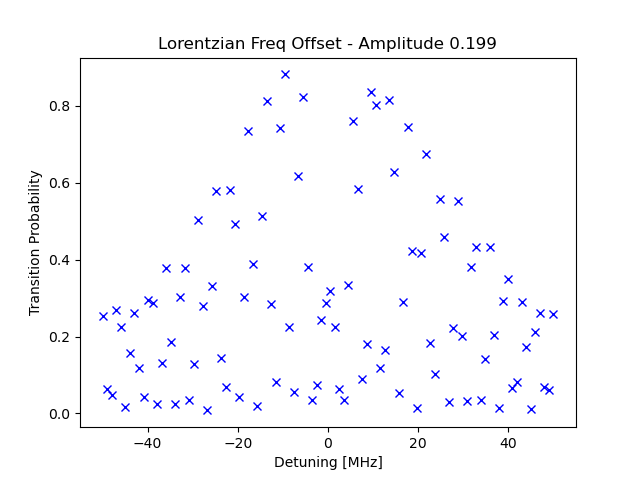 Lorentzian Freq Offset - Amplitude 0.199
Transition Probability
0.8
0.6
0.4
0.2
0.0
−40 −20 0 20 40
Detuning [MHz]